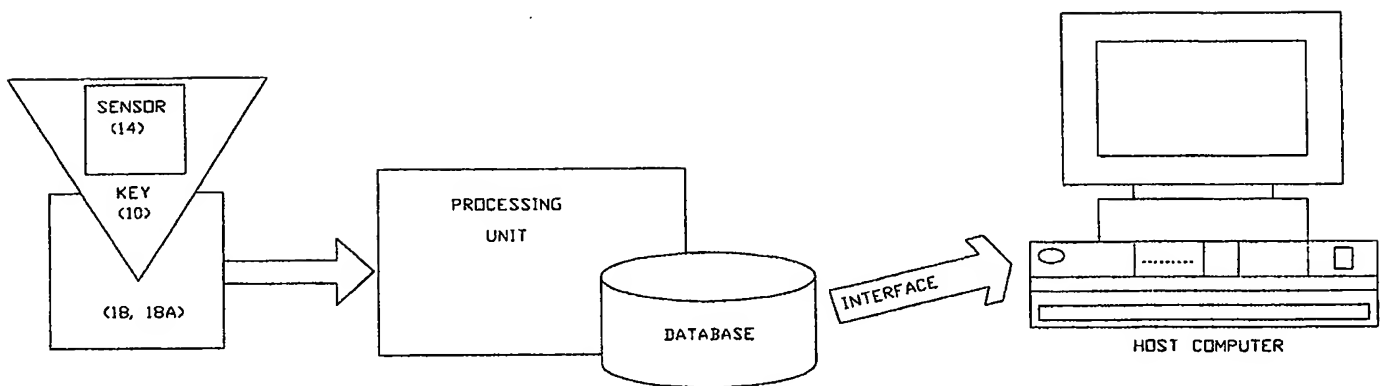 SENSOR
(14)
KEY
(10)
(18, 18A)
PROCESSING
UNIT
DATABASE
INTERFACE
HOST COMPUTER